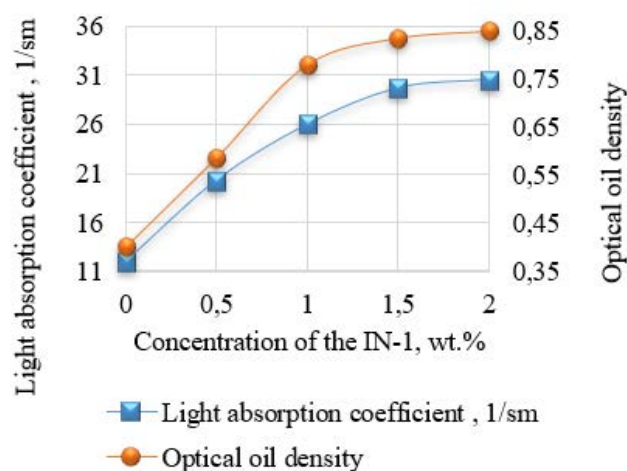 Light absorption coefficient , 1/sm
36
31
26
21
16
11
0,85
0,75
0,65
0,55
0,45
0,35
Optical oil density
0 0,5 1 1,5 2
Concentration of the IN-1, wt.%
Light absorption coefficient , 1/sm
Optical oil density